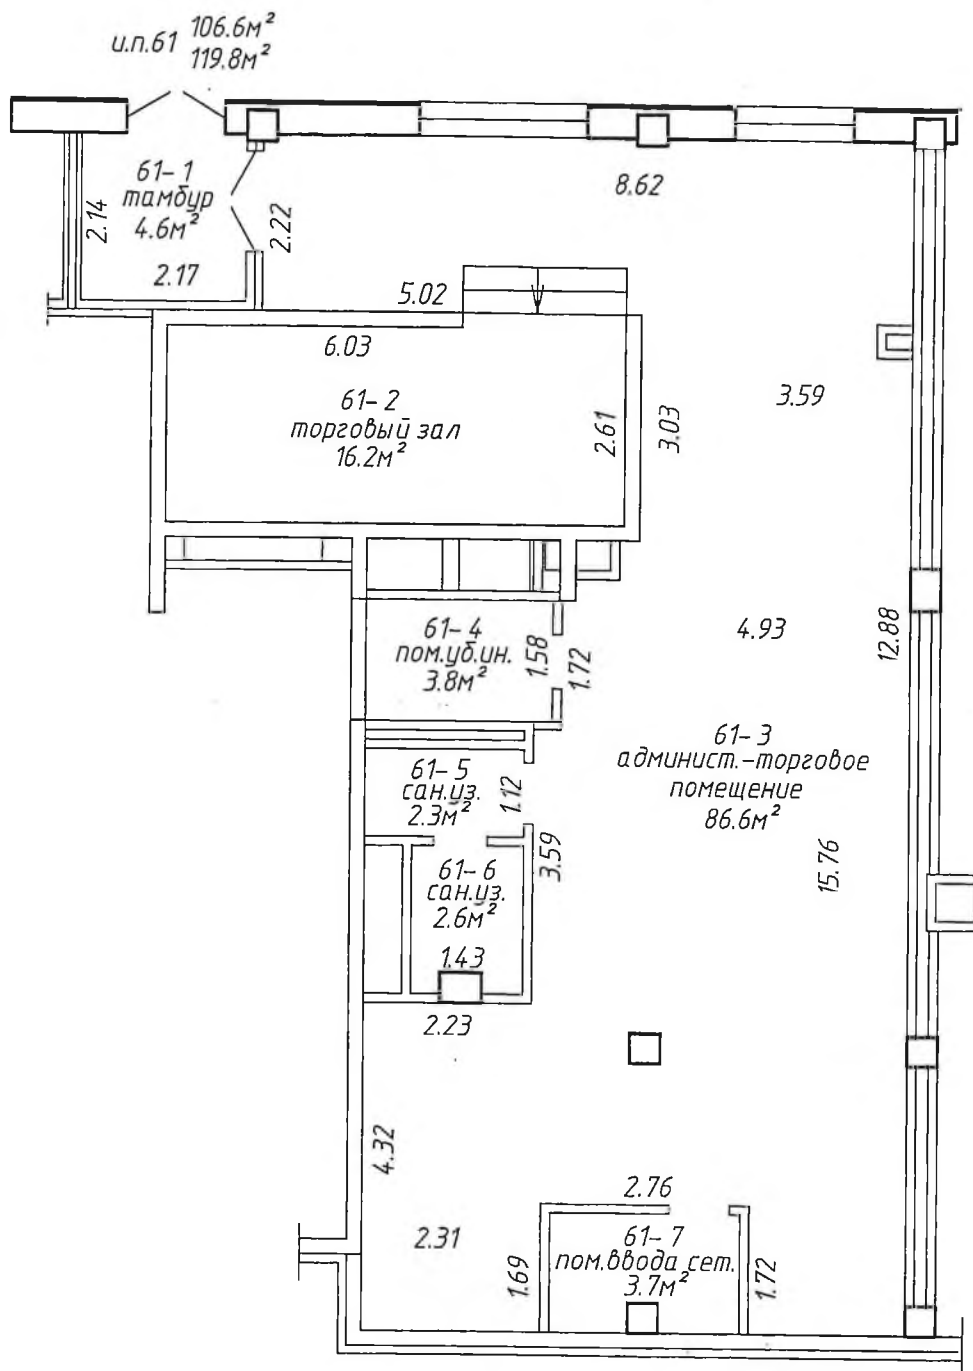 и.п.61 106.6м²
119.8м²
61-1
тамбур
4.6м²
2.14
2.17
2.22
8.62
5.02
6.03
61-2
торговый зал
16.2м²
2.61
3.03
3.59
61-4
пом.уб.ин.
3.8м²
1.58
1.72
4.93
12.88
61-3
админист.-торговое
помещение
86.6м²
61-5
сан.уз.
2.3м²
1.12
3.59
15.76
61-6
сан.уз.
2.6м²
1.43
2.23
4.32
2.31
2.76
61-7
пом.ввода сет.
3.7м²
1.69
1.72